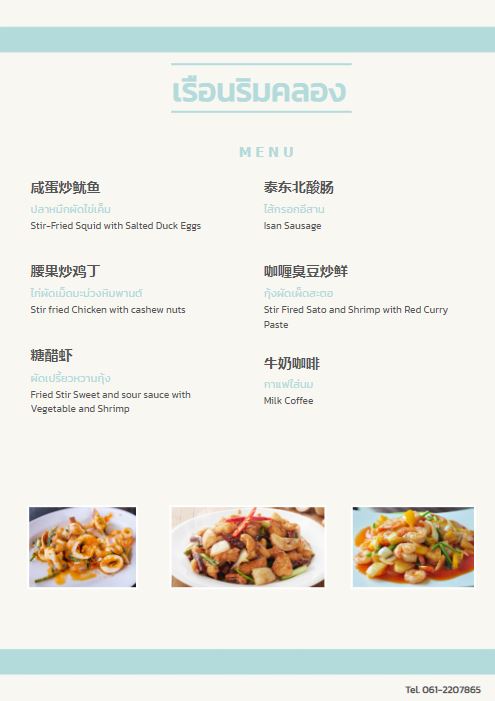 เรือนริมคลอง
MENU
咸蛋炒鱿鱼
ปลาหมึกผัดไข่เค็ม
Stir-Fried Squid with Salted Duck Eggs
腰果炒鸡丁
ไก่ผัดเม็ดมะม่วงหิมพานต์
Stir fried Chicken with cashew nuts
糖醋虾
ผัดเปรี้ยวหวานกุ้ง
Fried Stir Sweet and sour sauce with
Vegetable and Shrimp
泰东北酸肠
ไส้กรอกอีสาน
Isan Sausage
咖喱臭豆炒鲜
กุ้งผัดเผ็ดสะตอ
Stir Fired Sato and Shrimp with Red Curry
Paste
牛奶咖啡
กาแฟใส่นม
Milk Coffee
Tel. 061-2207865